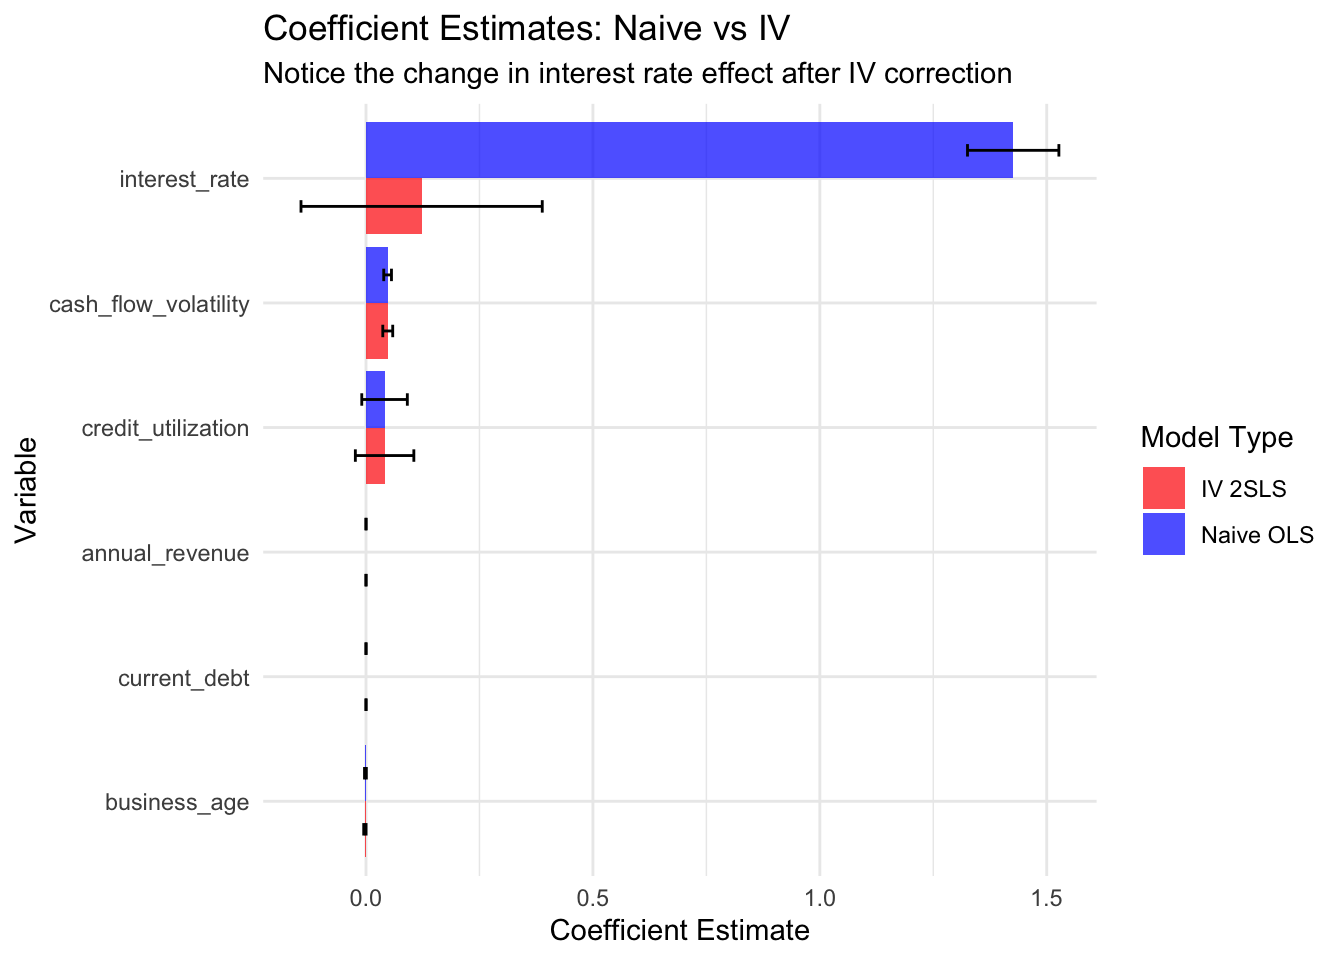 Coefficient Estimates: Naive vs IV
Notice the change in interest rate effect after IV correction
interest_rate
cash_flow_volatility
credit_utilization
annual_revenue
current_debt
business_age
Variable
0.0
0.5
1.0
1.5
Coefficient Estimate
Model Type
IV 2SLS
Naive OLS